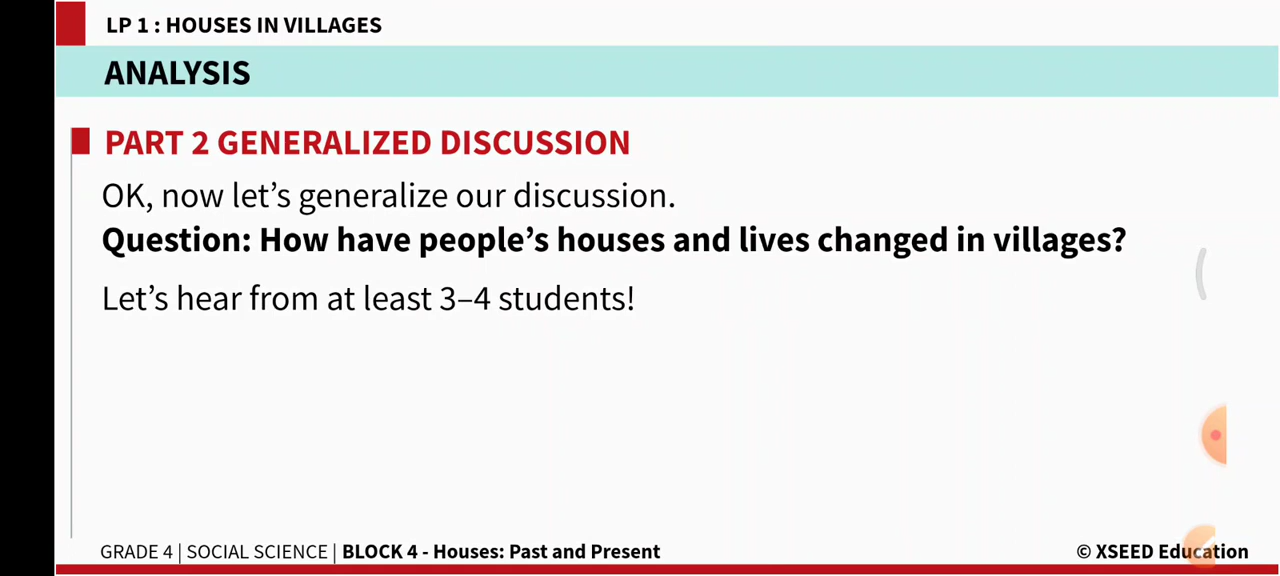 LP 1 : HOUSES IN VILLAGES
ANALYSIS
PART 2 GENERALIZED DISCUSSION
OK, now let’s generalize our discussion.
Question: How have people’s houses and lives changed in villages?
Let’s hear from at least 3–4 students!
GRADE 4 | SOCIAL SCIENCE | BLOCK 4 - Houses: Past and Present
© XSEED Education